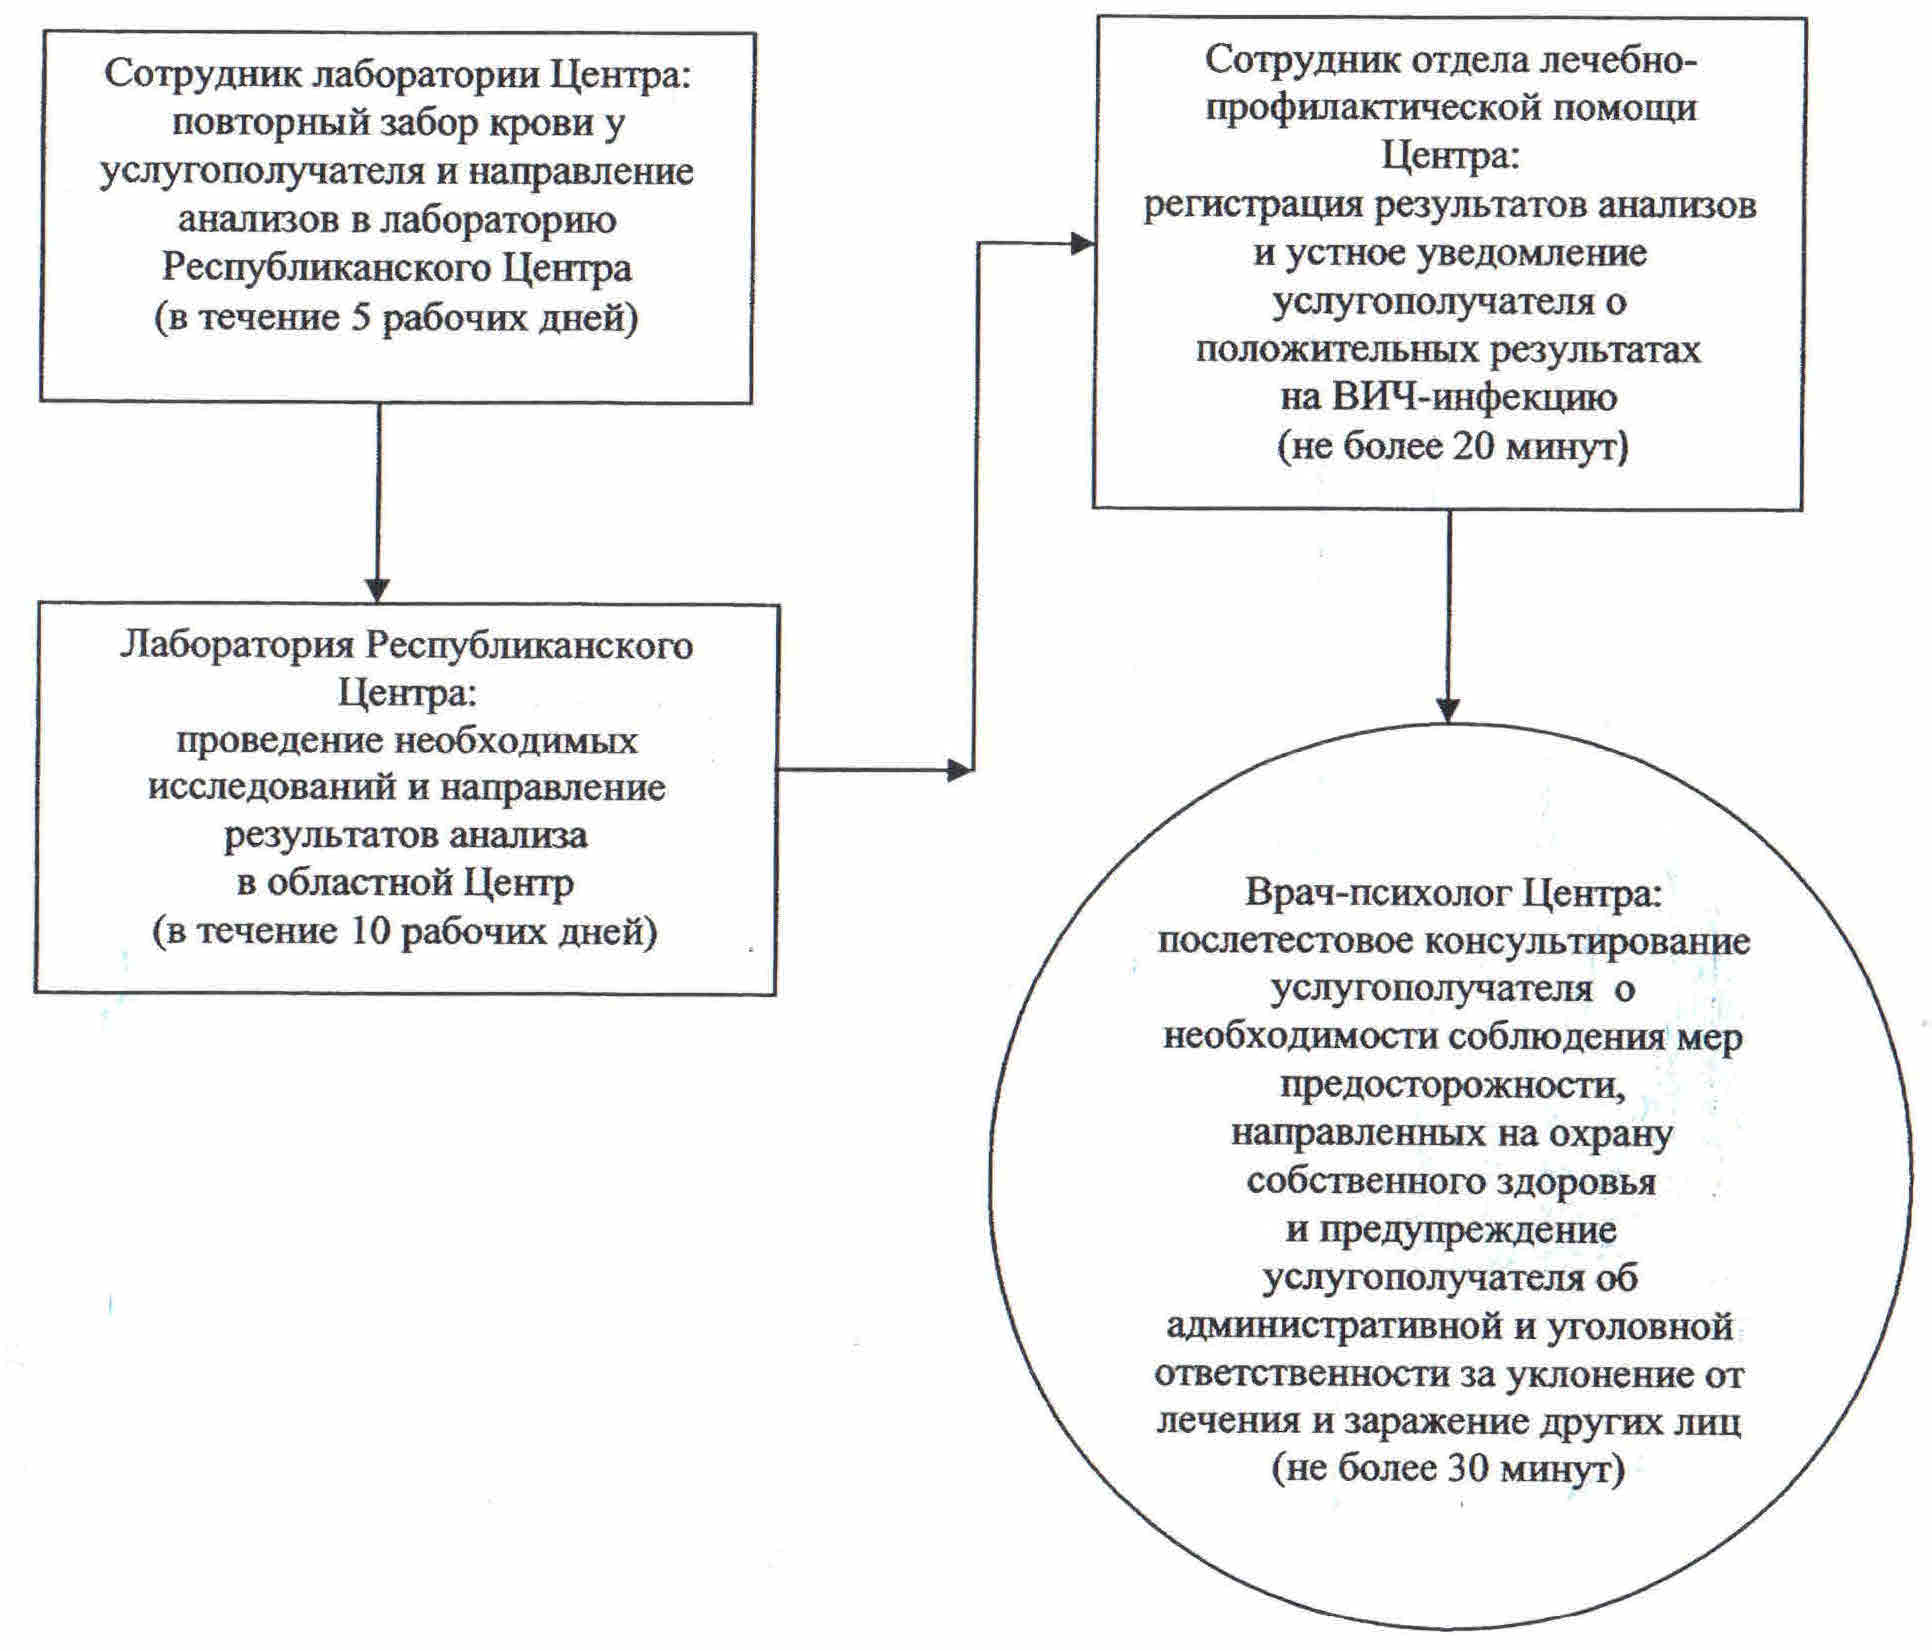 Сотрудник лаборатории Центра:
повторный забор крови у
услугополучателя и направление
анализов в лабораторию
Республиканского Центра
(в течение 5 рабочих дней)
Лаборатория Республиканского
Центра:
проведение необходимых
исследований и направление
результатов анализа
в областной Центр
(в течение 10 рабочих дней)
Сотрудник отдела лечебно-
профилактической помощи
Центра:
регистрация результатов анализов
и устное уведомление
услугополучателя о
положительных результатах
на ВИЧ-инфекцию
(не более 20 минут)
Врач-психолог Центра:
послетестовое консультирование
услугополучателя о
необходимости соблюдения мер
предосторожности,
направленных на охрану
собственного здоровья
и предупреждение
услугополучателя об
административной и уголовной
ответственности за уклонение от
лечения и заражение других лиц
(не более 30 минут)